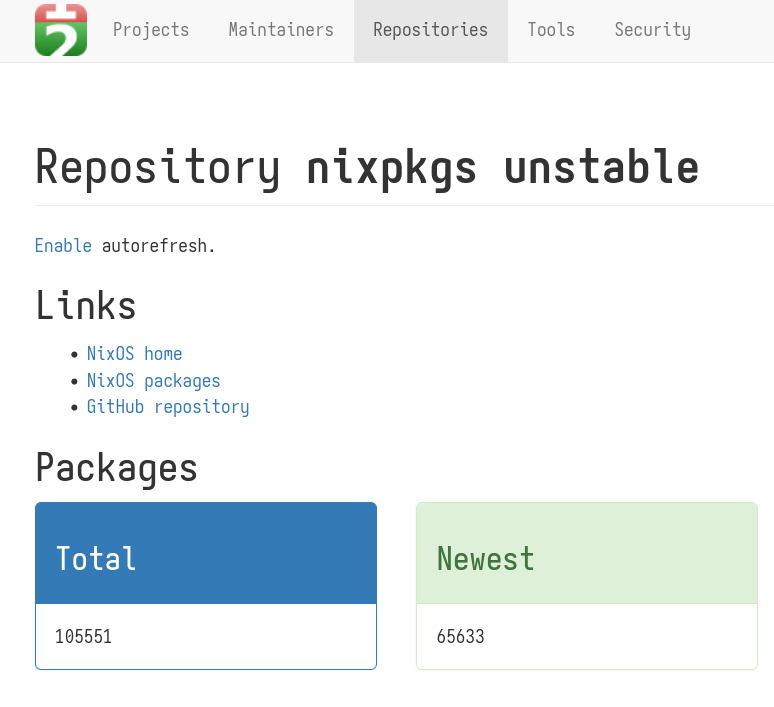 Projects Maintainers Repositories Tools Security
Repository nixpkgs unstable
Enable autorefresh.
Links
NixOS home
NixOS packages
GitHub repository
Packages
Total Newest
105551 65633